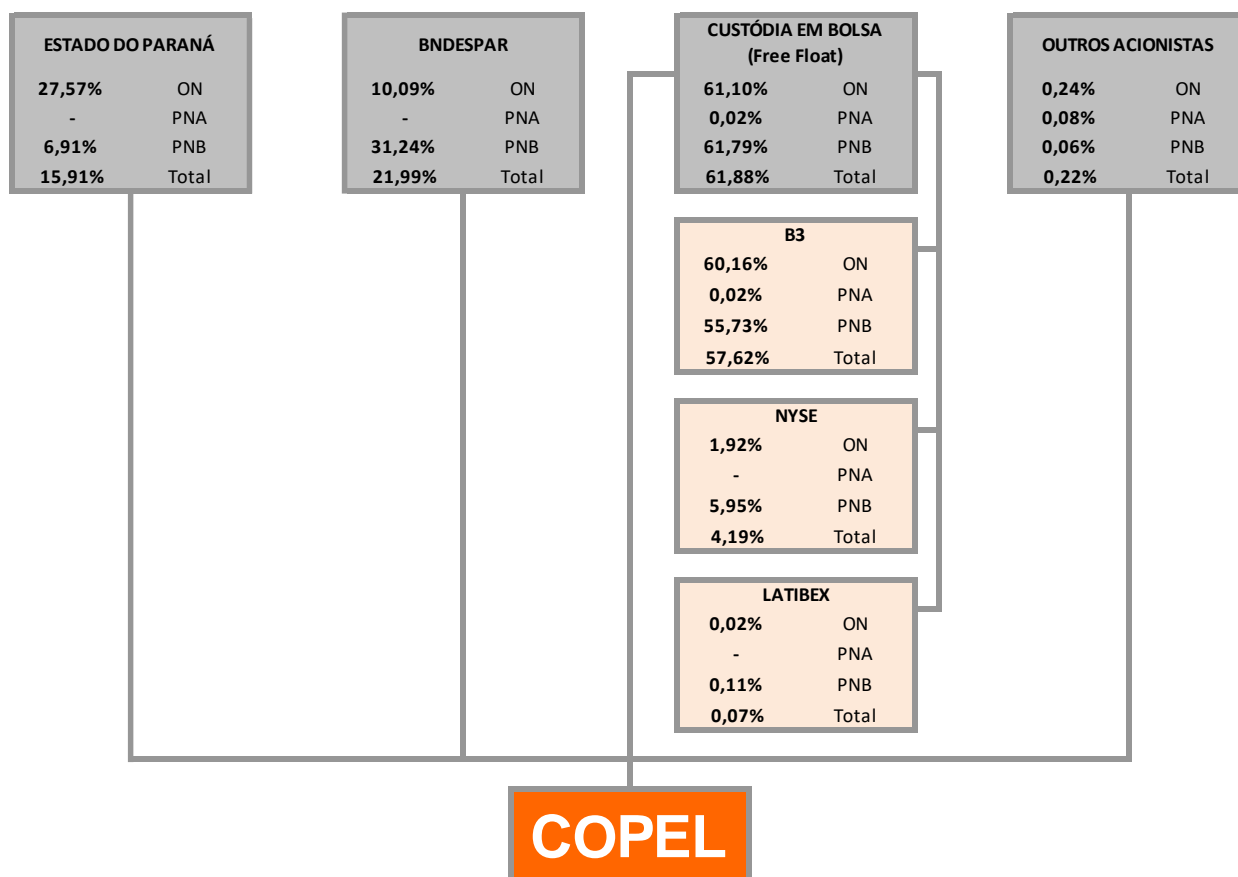 ESTADO DO PARANÁ
27,57% ON
- PNA
6,91% PNB
15,91% Total
BNDESPAR
10,09% ON
- PNA
31,24% PNB
21,99% Total
CUSTÓDIA EM BOLSA
(Free Float)
61,10% ON
0,02% PNA
61,79% PNB
61,88% Total
OUTROS ACIONISTAS
0,24% ON
0,08% PNA
0,06% PNB
0,22% Total
B3
60,16% ON
0,02% PNA
55,73% PNB
57,62% Total
NYSE
1,92% ON
- PNA
5,95% PNB
4,19% Total
LATIBEX
0,02% ON
- PNA
0,11% PNB
0,07% Total
COPEL